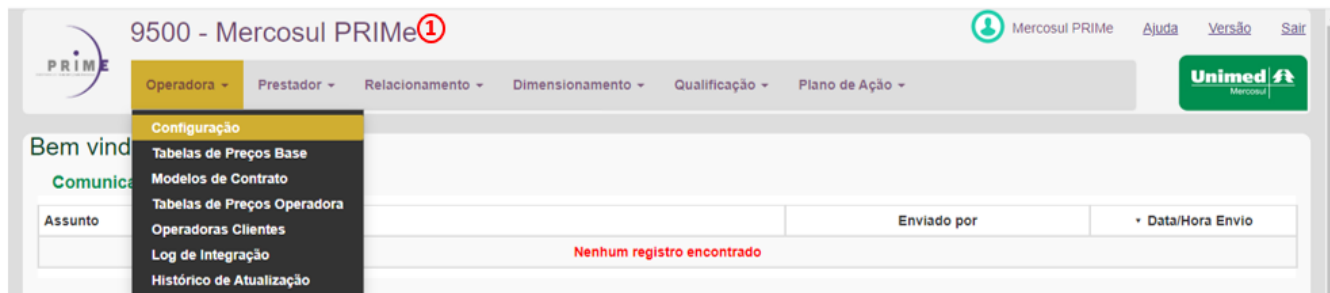 9500 - Mercosul PRIMe 1
Mercosul PRIMe Ajuda Versão Sair
PRIME
Operadora Prestador Relacionamento Dimensionamento Qualificação Plano de Ação
Unimed
Mercosul
Configuração
Bem vind
Tabelas de Preços Base
Comunica
Modelos de Contrato
Tabelas de Preços Operadora
Assunto Enviado por Data/Hora Envio
Operadoras Clientes
Log de Integração
Nenhum registro encontrado
Histórico de Atualização